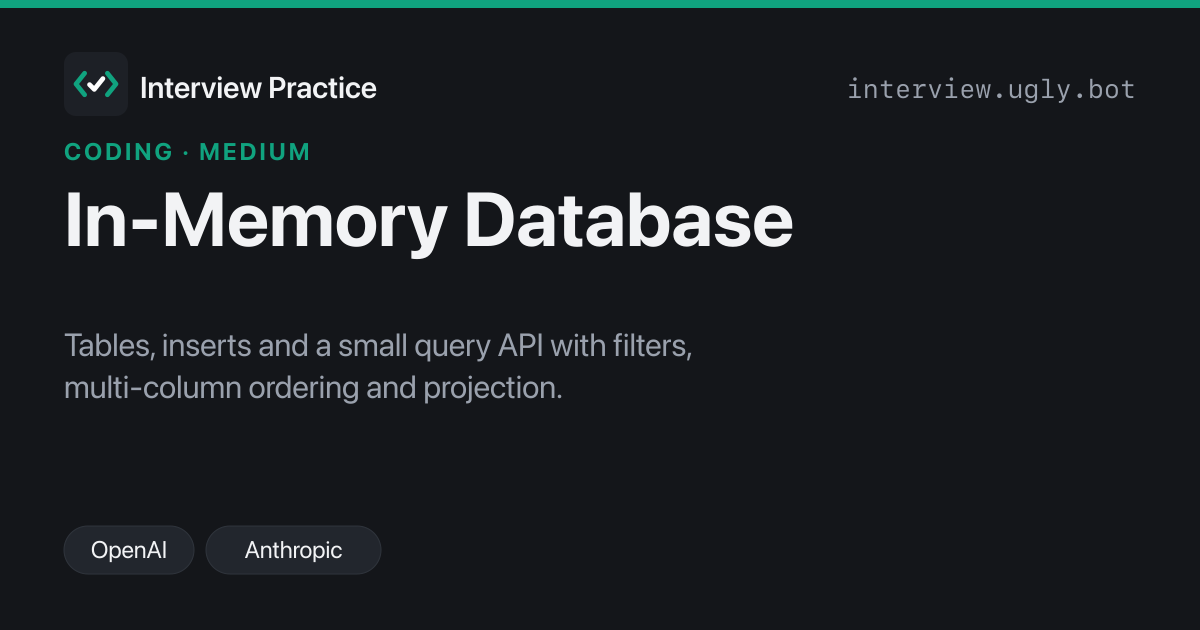 Interview Practice
interview.ugly.bot
CODING · MEDIUM
In-Memory Database
Tables, inserts and a small query API with filters,
multi-column ordering and projection.
OpenAI
Anthropic